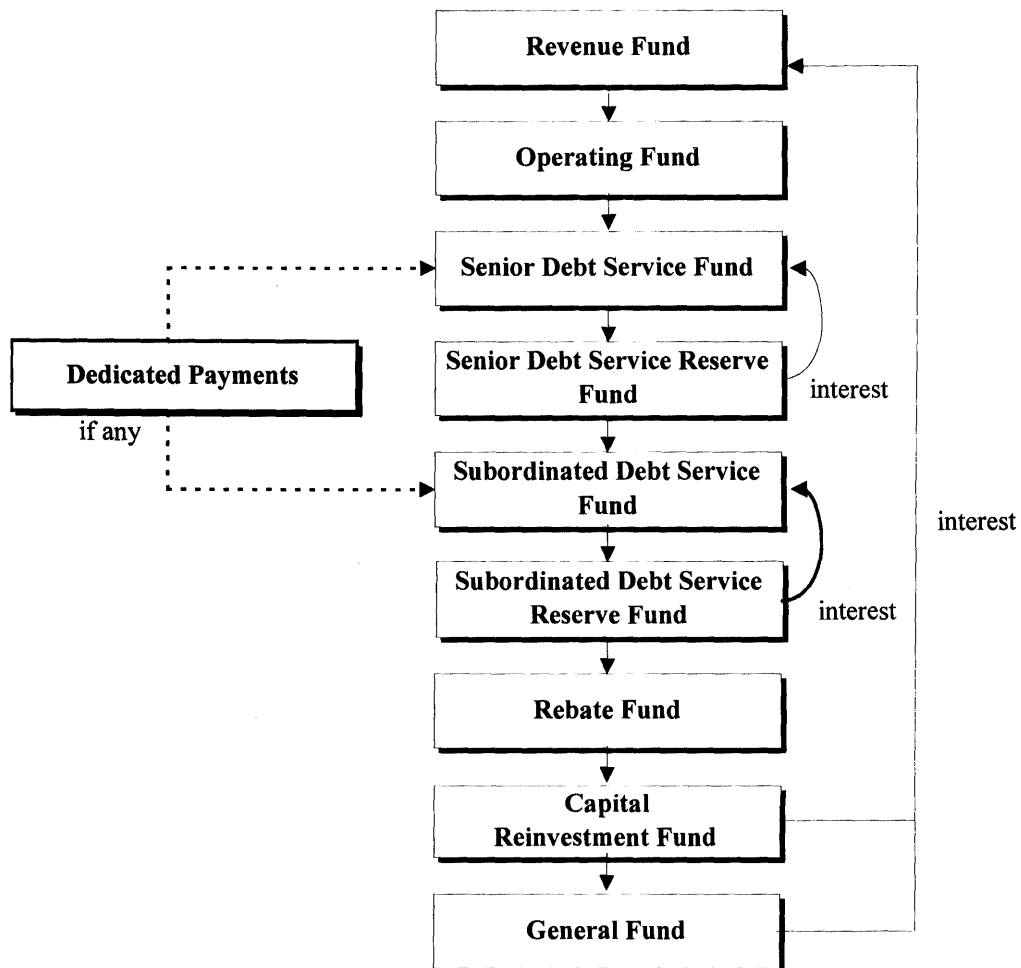 Revenue Fund
Operating Fund
Senior Debt Service Fund
Dedicated Payments
if any
Senior Debt Service Reserve
Fund
interest
Subordinated Debt Service
Fund
interest
Subordinated Debt Service
Reserve Fund
interest
Rebate Fund
Capital
Reinvestment Fund
General Fund